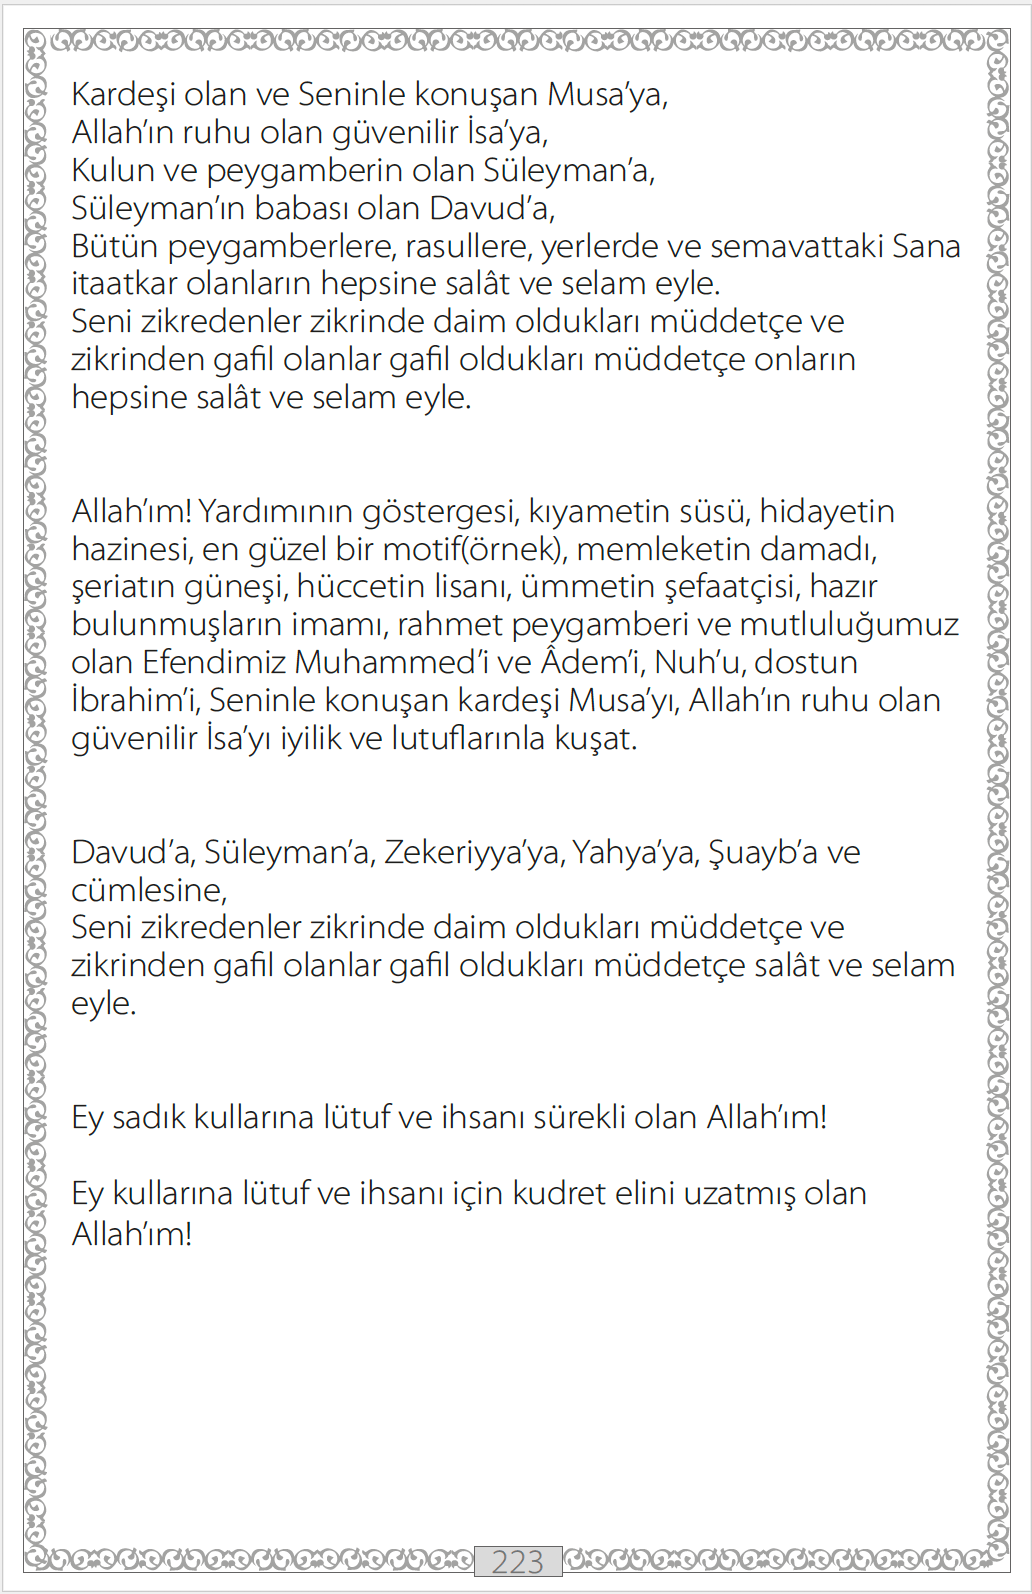 Kardeşi olan ve Seninle konuşan Musa’ya,
Allah’ın ruhu olan güvenilir İsa’ya,
Kulun ve peygamberin olan Süleyman’a,
Süleyman’ın babası olan Davud’a,
Bütün peygamberlere, rasullere, yerlerde ve semavattaki Sana
itaatkar olanların hepsine salât ve selam eyle.
Seni zikredenler zikrinde daim oldukları müddetçe ve
zikrinden gafil olanlar gafil oldukları müddetçe onların
hepsine salât ve selam eyle.
Allah’ım! Yardımının göstergesi, kıyametin süsü, hidayetin
hazinesi, en güzel bir motif(örnek), memleketin damadı,
şeriatın güneşi, hüccetin lisanı, ümmetin şefaatçisi, hazır
bulunmuşların imamı, rahmet peygamberi ve mutluluğumuz
olan Efendimiz Muhammed’i ve Âdem’i, Nuh’u, dostun
İbrahim’i, Seninle konuşan kardeşi Musa’yı, Allah’ın ruhu olan
güvenilir İsa’yı iyilik ve lutuflarınla kuşat.
Davud’a, Süleyman’a, Zekeriyya’ya, Yahya’ya, Şuayb’a ve
cümlesine,
Seni zikredenler zikrinde daim oldukları müddetçe ve
zikrinden gafil olanlar gafil oldukları müddetçe salât ve selam
eyle.
Ey sadık kullarına lütuf ve ihsanı sürekli olan Allah’ım!
Ey kullarına lütuf ve ihsanı için kudret elini uzatmış olan
Allah’ım!
223